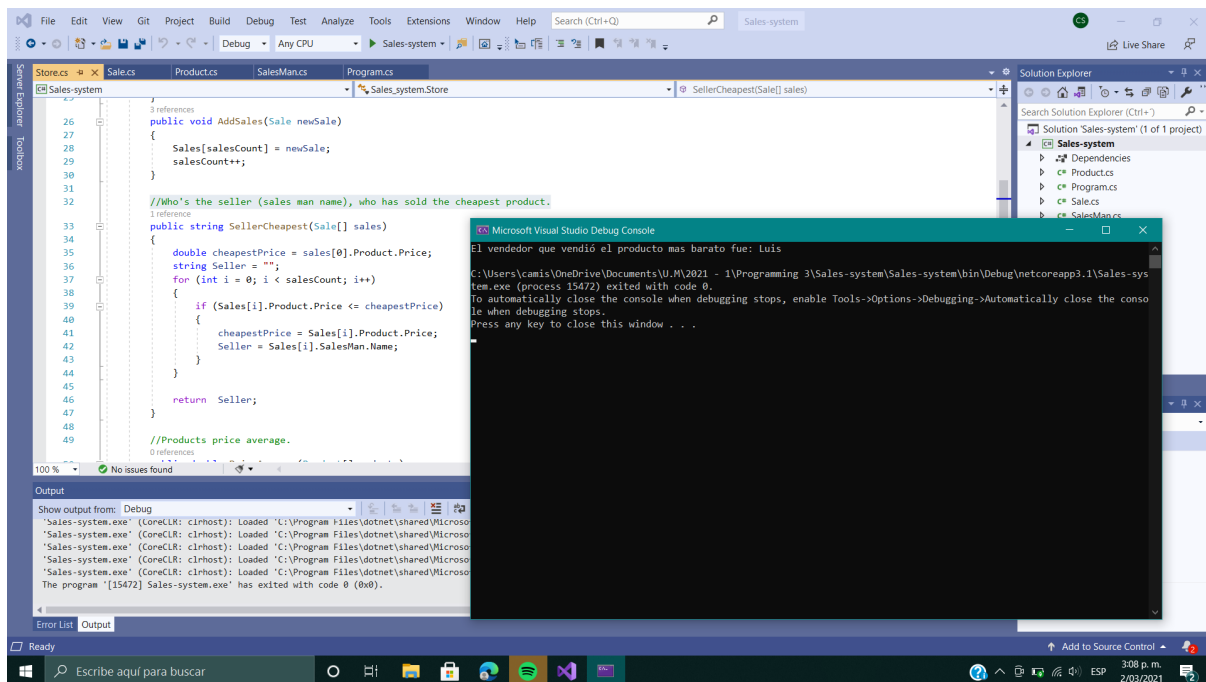 File Edit View Git Project Build Debug Test Analyze Tools Extensions Window Help Search (Ctrl+Q) Sales-system CS
Debug Any CPU Sales-system Live Share
Server Explorer
Toolbox
Store.cs Sale.cs Product.cs SalesMan.cs Program.cs
Sales-system Sales_system.Store SellerCheapest(Sale[] sales)
25 }
3 references
26 public void AddSales(Sale newSale)
27 {
28 Sales[salesCount] = newSale;
29 salesCount++;
30 }
31
32 //Who's the seller (sales man name), who has sold the cheapest product.
1 reference
33 public string SellerCheapest(Sale[] sales)
34 {
35 double cheapestPrice = sales[0].Product.Price;
36 string Seller = "";
37 for (int i = 0; i < salesCount; i++)
38 {
39 if (Sales[i].Product.Price <= cheapestPrice)
40 {
41 cheapestPrice = Sales[i].Product.Price;
42 Seller = Sales[i].SalesMan.Name;
43 }
44 }
45
46 return Seller;
47 }
48
49 //Products price average.
0 references
100 % No issues found
Solution Explorer
Search Solution Explorer (Ctrl+¨)
Solution 'Sales-system' (1 of 1 project)
C# Sales-system
Dependencies
C# Product.cs
C# Program.cs
C# Sale.cs
C# SalesMan.cs
Microsoft Visual Studio Debug Console
El vendedor que vendió el producto mas barato fue: Luis
C:\Users\camis\OneDrive\Documents\U.M\2021 - 1\Programming 3\Sales-system\Sales-system\bin\Debug\netcoreapp3.1\Sales-sys
tem.exe (process 15472) exited with code 0.
To automatically close the console when debugging stops, enable Tools->Options->Debugging->Automatically close the conso
le when debugging stops.
Press any key to close this window . . .
Output
Show output from: Debug
'Sales-system.exe' (CoreCLR: clrhost): Loaded 'C:\Program Files\dotnet\shared\Microso
'Sales-system.exe' (CoreCLR: clrhost): Loaded 'C:\Program Files\dotnet\shared\Microso
'Sales-system.exe' (CoreCLR: clrhost): Loaded 'C:\Program Files\dotnet\shared\Microso
'Sales-system.exe' (CoreCLR: clrhost): Loaded 'C:\Program Files\dotnet\shared\Microso
'Sales-system.exe' (CoreCLR: clrhost): Loaded 'C:\Program Files\dotnet\shared\Microso
The program '[15472] Sales-system.exe' has exited with code 0 (0x0).
Error List Output
Ready Add to Source Control 2
Escribe aquí para buscar ESP 3:08 p. m.
2/03/2021 2